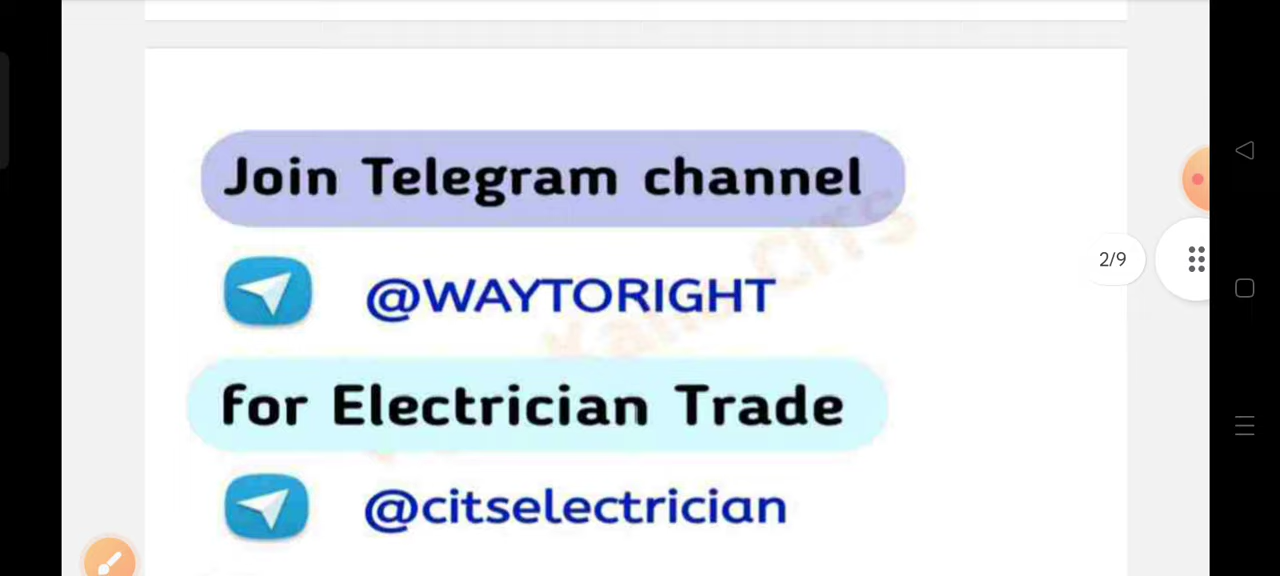 Join Telegram channel
@WAYTORIGHT
for Electrician Trade
@citselectrician
2/9